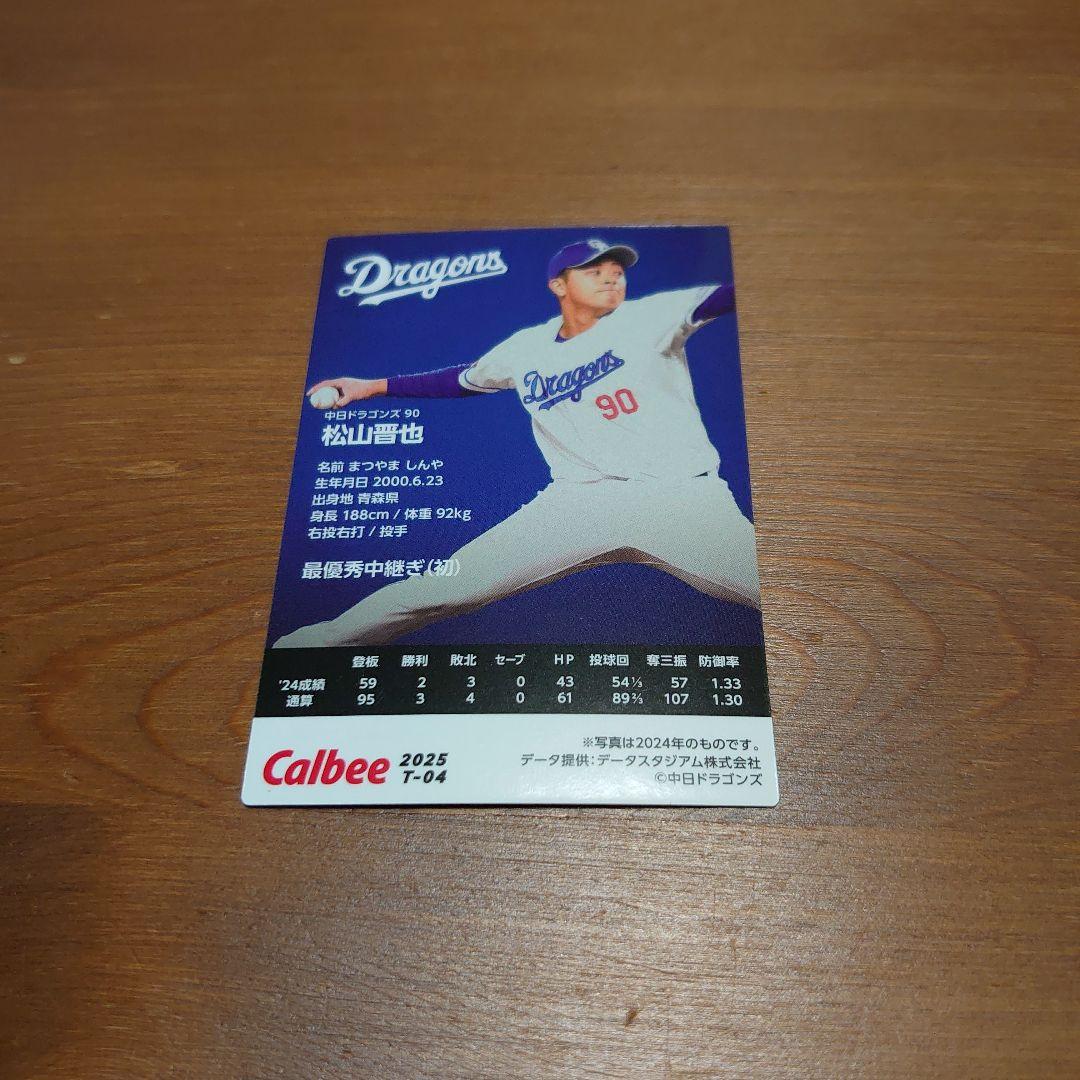 Dragons
Dragons
90
中日ドラゴンズ 90
松山晋也
名前 まつやま しんや
生年月日 2000.6.23
出身地 青森県
身長 188cm / 体重 92kg
右投右打 / 投手
最優秀中継ぎ(初)
登板 勝利 敗北 セーブ HP 投球回 奪三振 防御率
'24成績 59 2 3 0 43 54⅓ 57 1.33
通算 95 3 4 0 61 89⅔ 107 1.30
Calbee 2025
T-04
※写真は2024年のものです。
データ提供:データスタジアム株式会社
©中日ドラゴンズ